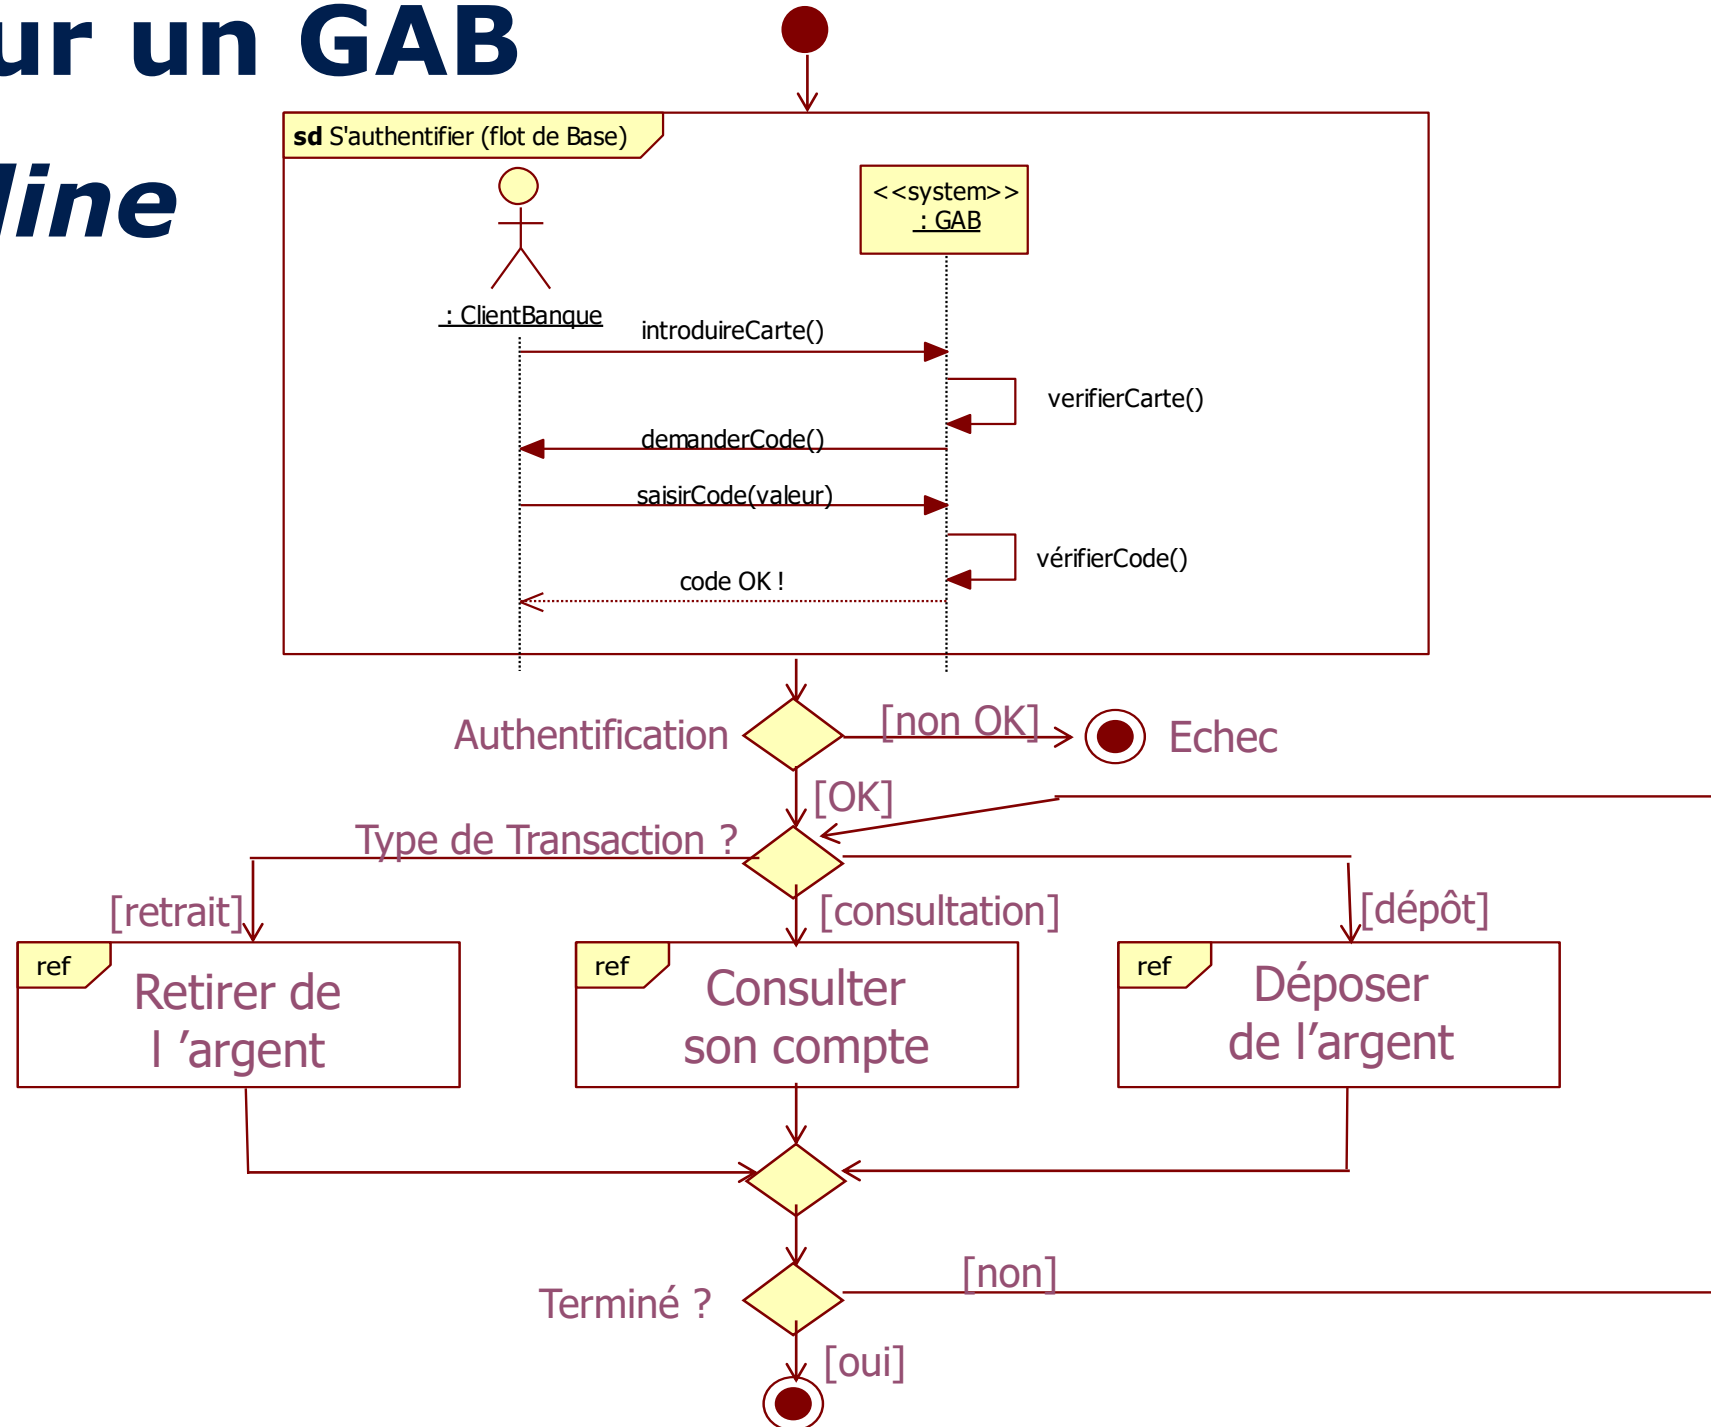 ur un GAB
line
sd S'authentifier (flot de Base)
<<system>>
: GAB
: ClientBanque
introduireCarte()
verifierCarte()
demanderCode()
saisirCode(valeur)
vérifierCode()
code OK !
Authentification
[non OK]
Echec
[OK]
Type de Transaction ?
[retrait]
[consultation]
[dépôt]
ref
Retirer de
l ’argent
ref
Consulter
son compte
ref
Déposer
de l’argent
[non]
Terminé ?
[oui]